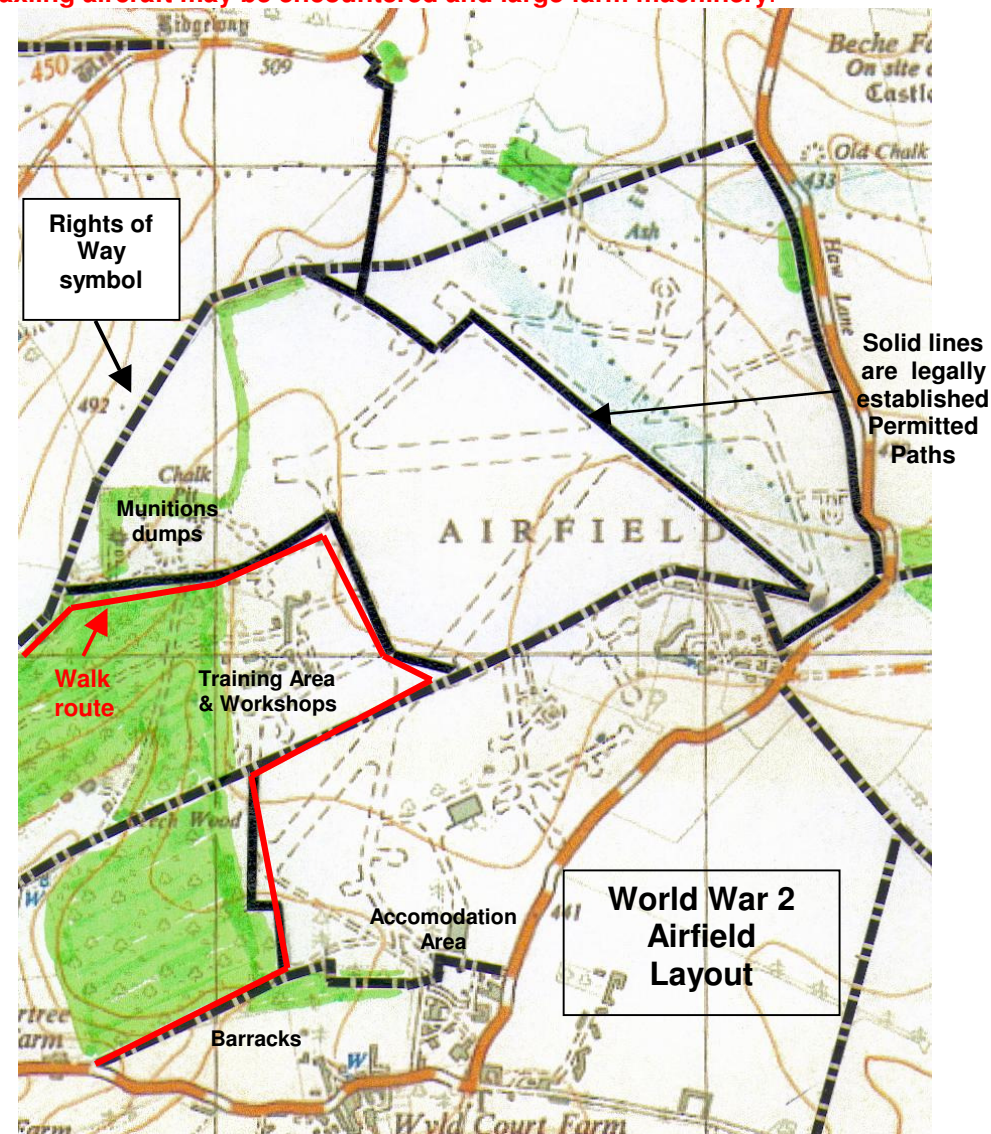 aircraft may be encountered and large farm machinery.
Ridgeway
450
509
Beche Fa
On site o
Castle
Old Chalk
433
Rights of
Way
symbol
Ash
Haw Lane
Solid lines
are legally
established
Permitted
Paths
492
Chalk
Pit
Munitions
dumps
AIRFIELD
Walk
route
Training Area
& Workshops
Wood
W
Accomodation
Area
441
World War 2
Airfield
Layout
rtree
arm
Barracks
W
Farm
Wyld Court Farm